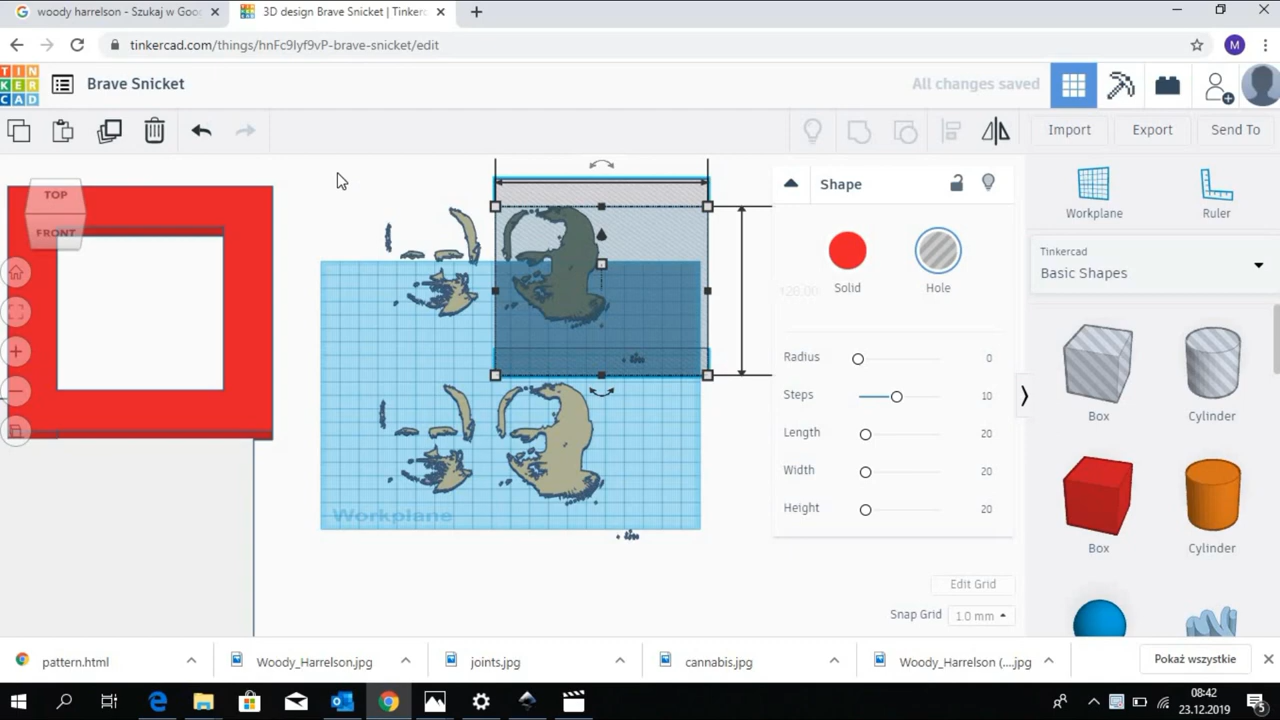 woody harrelson - Szukaj w Goo
3D design Brave Snicket | Tinkerc
tinkercad.com/things/hnFc9lyf9vP-brave-snicket/edit
TIN
KER
CAD
Brave Snicket
All changes saved
Import
Export
Send To
TOP
FRONT
Shape
Solid
Hole
Radius 0
Steps 10
Length 20
Width 20
Height 20
128.00
Workplane
Workplane
Ruler
Tinkercad
Basic Shapes
Box
Cylinder
Box
Cylinder
Edit Grid
Snap Grid 1.0 mm
pattern.html
Woody_Harrelson.jpg
joints.jpg
cannabis.jpg
Woody_Harrelson (....jpg
Pokaż wszystkie
M
08:42
23.12.2019
5